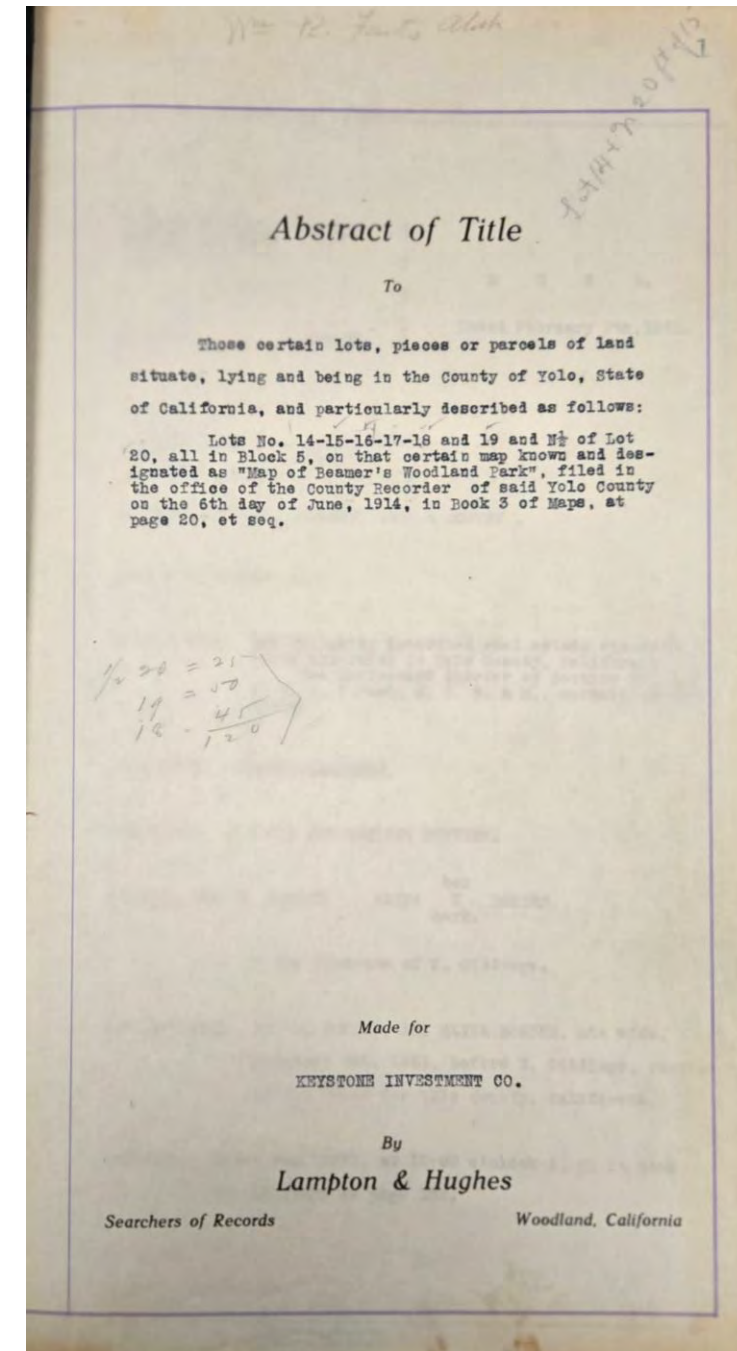 1
Abstract of Title
To
Those certain lots, pieces or parcels of land
situate, lying and being in the County of Yolo, State
of California, and particularly described as follows:
Lots No. 14-15-16-17-18 and 19 and N½ of Lot
20, all in Block 5, on that certain map known and des-
ignated as "Map of Beamer's Woodland Park", filed in
the office of the County Recorder of said Yolo County
on the 6th day of June, 1914, in Book 3 of Maps, at
page 20, et seq.
1/2 20 = 25
19 = 50
18 - 45
120
Made for
KEYSTONE INVESTMENT CO.
By
Lampton & Hughes
Searchers of Records Woodland, California